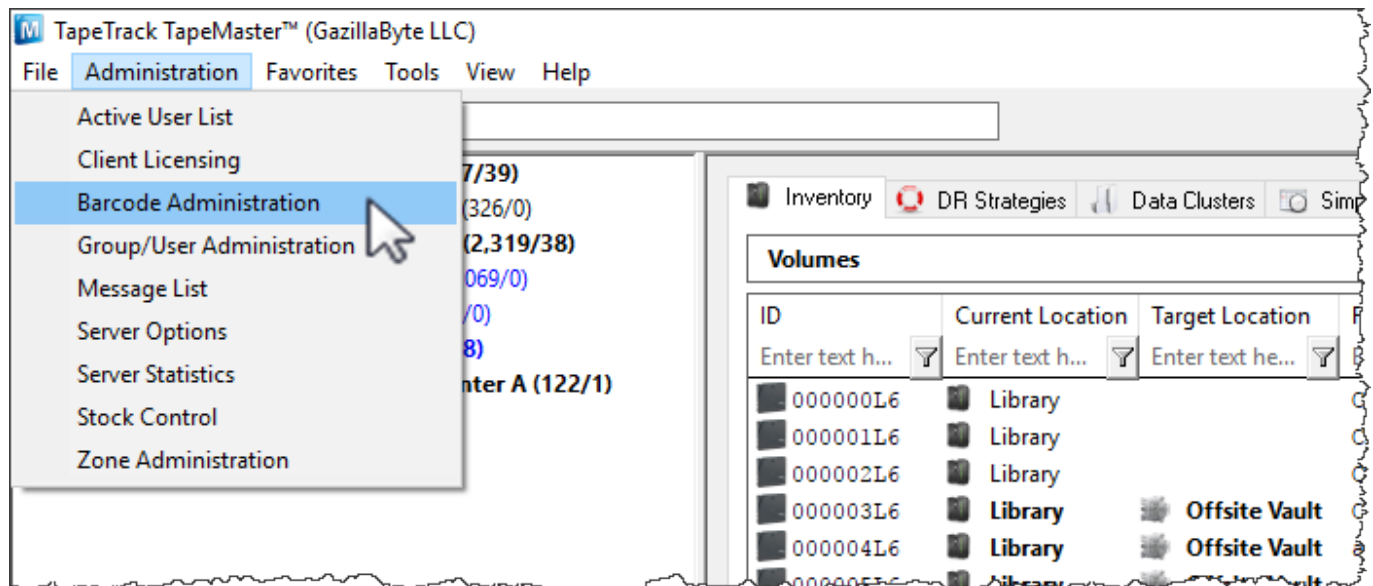 TapeTrack TapeMaster™ (GazillaByte LLC)
File Administration Favorites Tools View Help
Active User List
Client Licensing
Barcode Administration
Group/User Administration
Message List
Server Options
Server Statistics
Stock Control
Zone Administration
7/39)
(326/0)
(2,319/38)
069/0)
/0)
8)
nter A (122/1)
Inventory DR Strategies Data Clusters Simp
Volumes
ID Current Location Target Location
Enter text h... Enter text h... Enter text he...
000000L6 Library
000001L6 Library
000002L6 Library
000003L6 Library Offsite Vault
000004L6 Library Offsite Vault